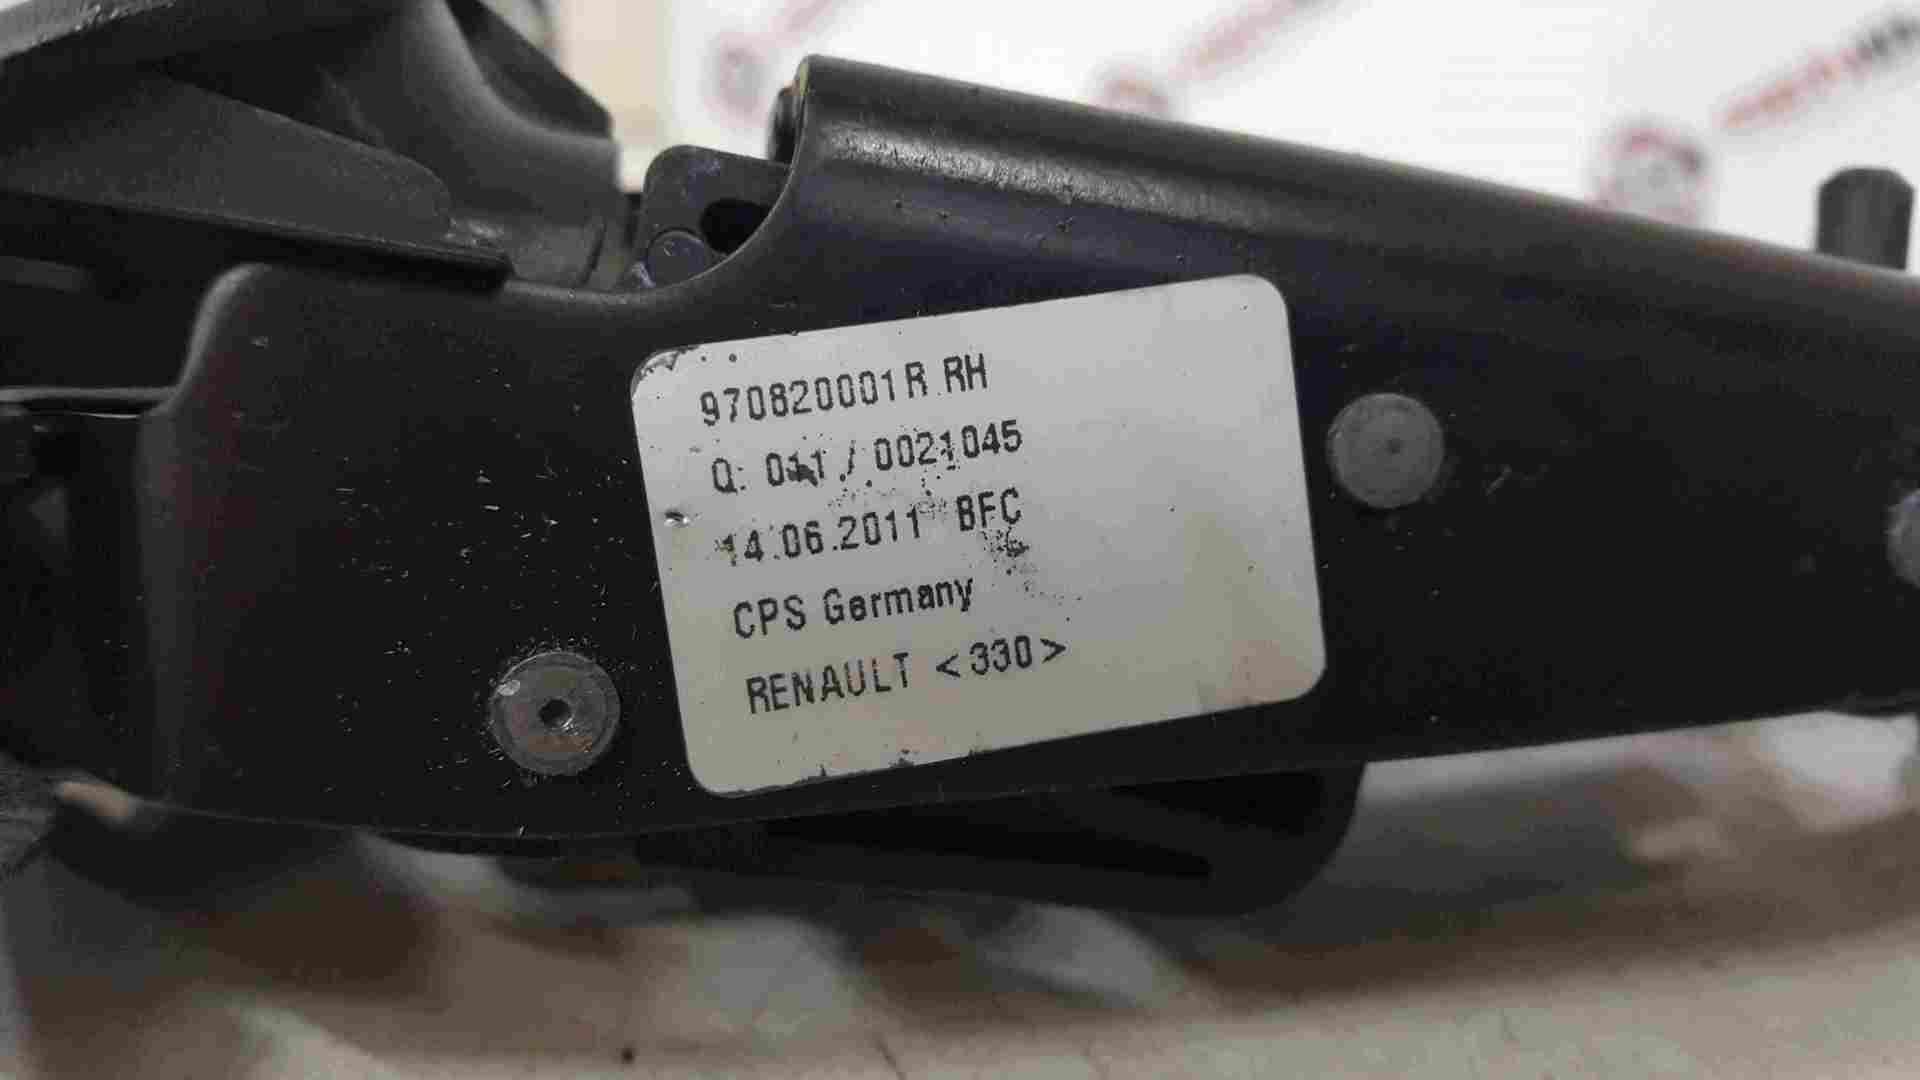 970820001R RH
Q: 011 / 0021045
14.06.2011 BFC
CPS Germany
RENAULT <330>